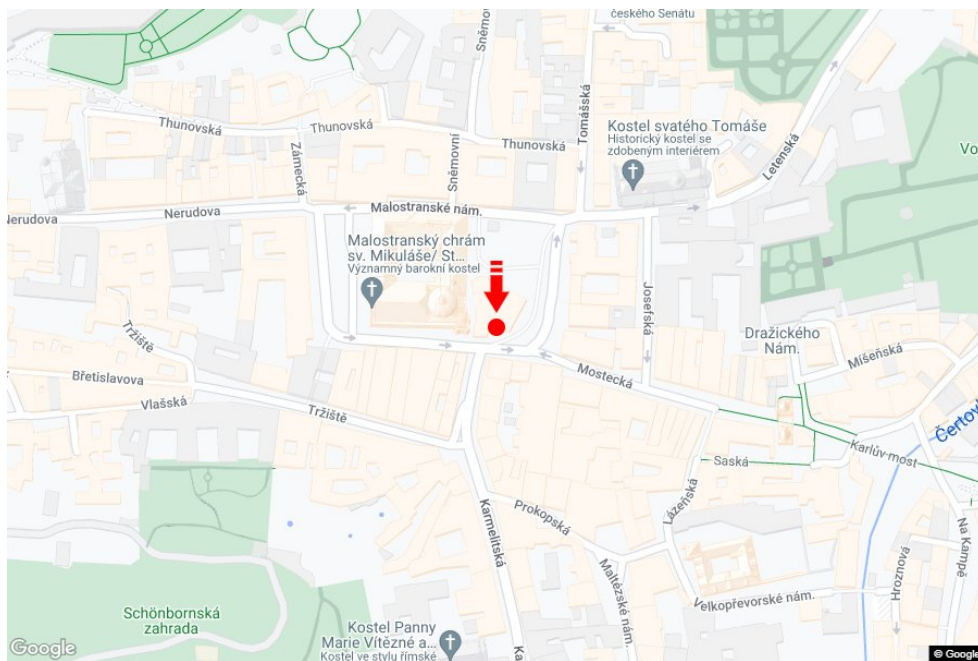 českého Senátu
Sněmovní
Tomášská
Thunovská
Thunovská
Thunovská
Kostel svatého Tomáše
Historický kostel se
zdobeným interiérem
Letenská
Zámecká
Sněmovní
Nerudova
Nerudova
Malostranské nám.
Malostranský chrám
sv. Mikuláše/ St...
Významný barokní kostel
Josefská
Dražického
Nám.
Míšeňská
Tržiště
Břetislavova
Vlašská
Tržiště
Mostecká
Karlův-most
Saská
Lázeňská
Na Kampě
Prokopská
Karmelitská
Maltézské nám.
Velkopřevorské nám.
Hroznová
Schönbornská
zahrada
Kostel Panny
Marie Vítězné a...
Kostel ve stylu římské
Google
© Google